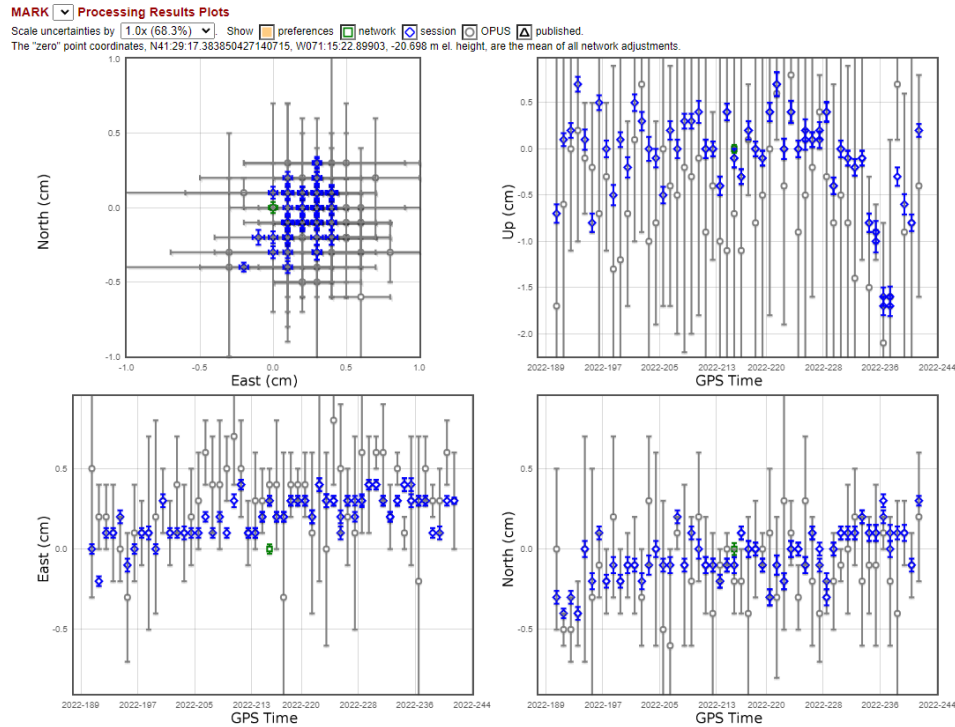 MARK Processing Results Plots
Scale uncertainties by 1.0x (68.3%) . Show preferences network session OPUS published.
The "zero" point coordinates, N41:29:17.383850427140715, W071:15:22.89903, -20.698 m el. height, are the mean of all network adjustments.
1.0
0.5
0.0
-0.5
-1.0
North (cm)
-1.0 -0.5 0.0 0.5 1.0
East (cm)
0.5
0.0
-0.5
-1.0
-1.5
-2.0
Up (cm)
2022-189 2022-197 2022-205 2022-213 2022-220 2022-228 2022-236 2022-244
GPS Time
0.5
0.0
-0.5
East (cm)
2022-189 2022-197 2022-205 2022-213 2022-220 2022-228 2022-236 2022-244
GPS Time
0.5
0.0
-0.5
North (cm)
2022-189 2022-197 2022-205 2022-213 2022-220 2022-228 2022-236 2022-244
GPS Time